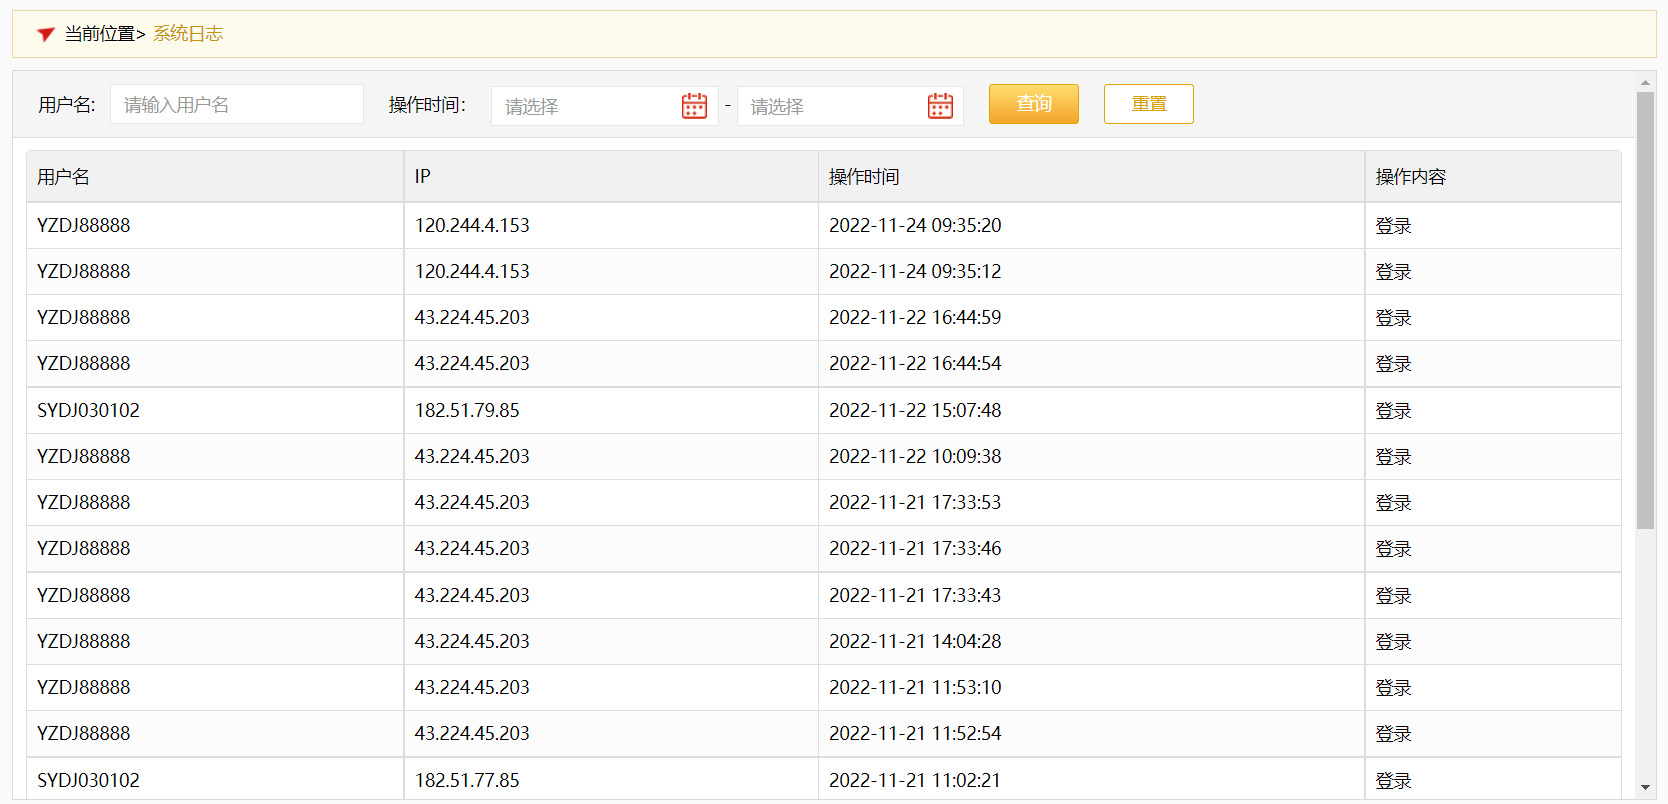 当前位置> 系统日志
用户名: 请输入用户名 操作时间: 请选择 - 请选择 查询 重置
用户名 IP 操作时间 操作内容
YZDJ88888 120.244.4.153 2022-11-24 09:35:20 登录
YZDJ88888 120.244.4.153 2022-11-24 09:35:12 登录
YZDJ88888 43.224.45.203 2022-11-22 16:44:59 登录
YZDJ88888 43.224.45.203 2022-11-22 16:44:54 登录
SYDJ030102 182.51.79.85 2022-11-22 15:07:48 登录
YZDJ88888 43.224.45.203 2022-11-22 10:09:38 登录
YZDJ88888 43.224.45.203 2022-11-21 17:33:53 登录
YZDJ88888 43.224.45.203 2022-11-21 17:33:46 登录
YZDJ88888 43.224.45.203 2022-11-21 17:33:43 登录
YZDJ88888 43.224.45.203 2022-11-21 14:04:28 登录
YZDJ88888 43.224.45.203 2022-11-21 11:53:10 登录
YZDJ88888 43.224.45.203 2022-11-21 11:52:54 登录
SYDJ030102 182.51.77.85 2022-11-21 11:02:21 登录